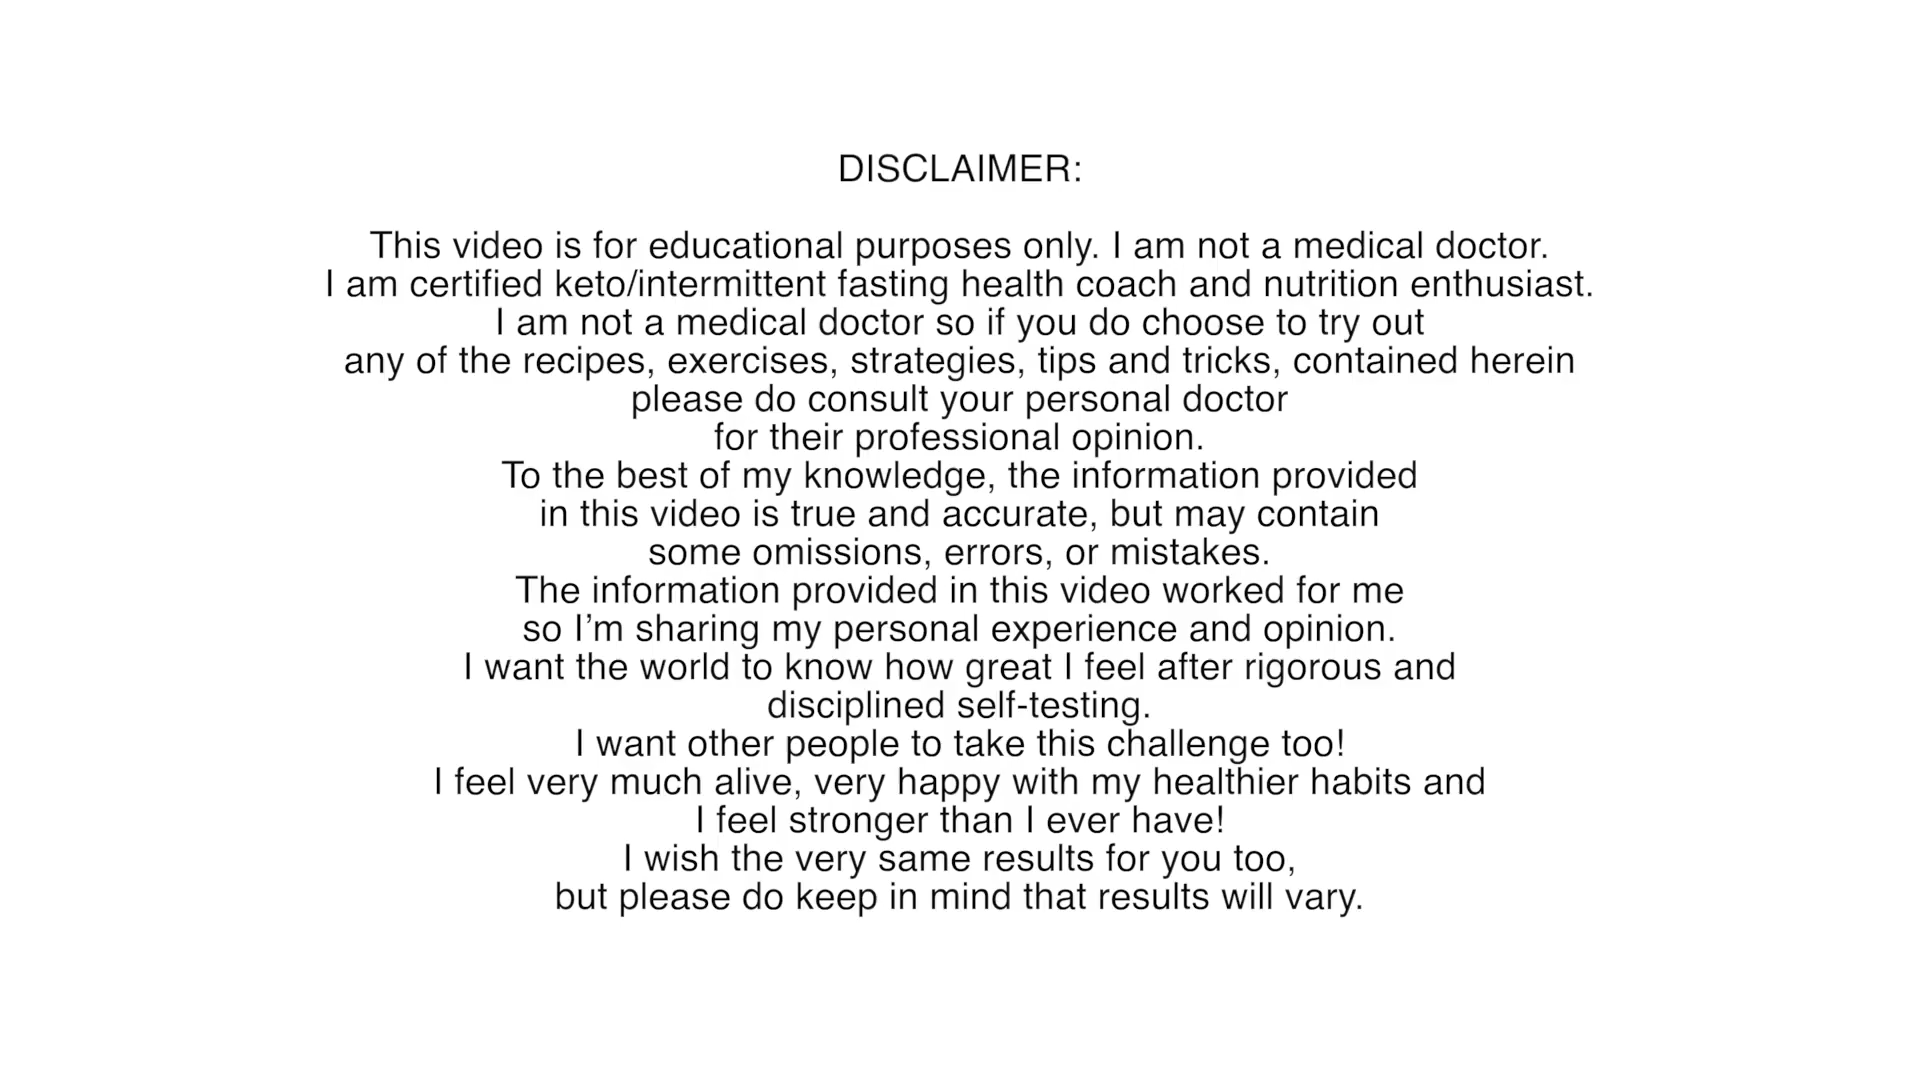 DISCLAIMER:
This video is for educational purposes only. I am not a medical doctor.
I am certified keto/intermittent fasting health coach and nutrition enthusiast.
I am not a medical doctor so if you do choose to try out
any of the recipes, exercises, strategies, tips and tricks, contained herein
please do consult your personal doctor
for their professional opinion.
To the best of my knowledge, the information provided
in this video is true and accurate, but may contain
some omissions, errors, or mistakes.
The information provided in this video worked for me
so I’m sharing my personal experience and opinion.
I want the world to know how great I feel after rigorous and
disciplined self-testing.
I want other people to take this challenge too!
I feel very much alive, very happy with my healthier habits and
I feel stronger than I ever have!
I wish the very same results for you too,
but please do keep in mind that results will vary.